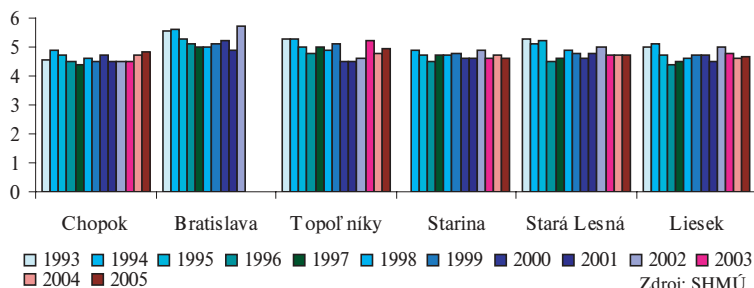 6
5
4
3
2
1
0
Chopok Bratislava Topoľníky Starina Stará Lesná Liesek
1993 1994 1995 1996 1997 1998 1999 2000 2001 2002 2003
2004 2005
Zdroj: SHMÚ